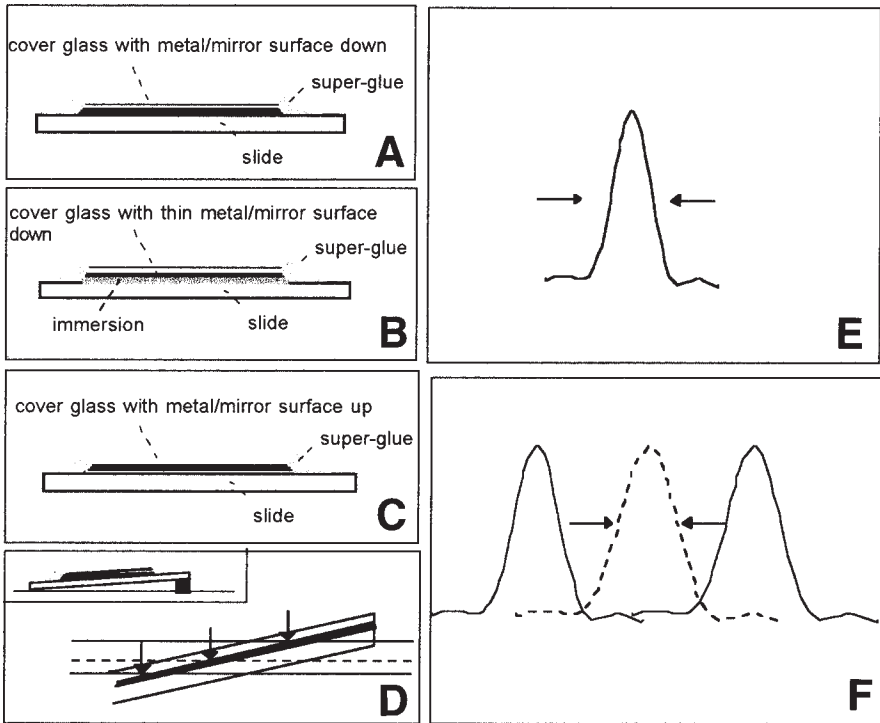 cover glass with metal/mirror surface down
super-glue
slide
A
cover glass with thin metal/mirror surface
down
super-glue
immersion
slide
B
cover glass with metal/mirror surface up
super-glue
slide
C
D
E
F